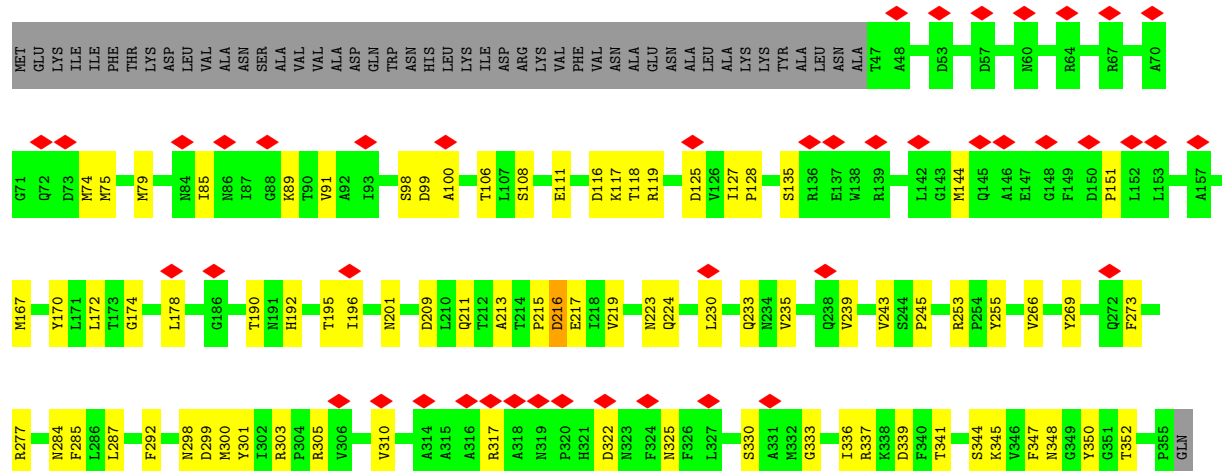 MET GLU LYS ILE ILE PHE THR LYS ASP LEU VAL ALA ASN SER ALA VAL VAL ALA ASP GLN TRP ASN HIS LEU LYS ILE ASP ARG LYS VAL PHE VAL ASN ALA GLU ASN ALA LEU ALA LYS LYS TYR ALA LEU ASN ALA T47 A48 D53 D57 N60 R64 R67 A70
G71 Q72 D73 M74 M75 M79 N84 I85 N86 I87 G88 K89 T90 V91 A92 I93 S98 D99 A100 T106 L107 S108 E111 D116 K117 T118 R119 D125 V126 I127 P128 S135 R136 E137 W138 R139 L142 G143 M144 Q145 A146 E147 G148 F149 D150 P151 L152 L153 A157
M167 Y170 L171 L172 T173 G174 L178 G186 T190 N191 H192 T195 I196 N201 D209 L210 Q211 T212 A213 T214 P215 D216 E217 I218 V219 N223 Q224 L230 Q233 N234 V235 Q238 V239 V243 S244 P245 R253 P254 Y255 V266 Y269 Q272 F273
R277 N284 F285 L286 L287 F292 N298 D299 M300 Y301 I302 R303 P304 R305 V306 V310 A314 A315 A316 R317 A318 N319 P320 H321 D322 N323 F324 N325 F326 L327 S330 A331 M332 G333 I336 R337 K338 D339 F340 T341 S344 K345 V346 F347 N348 G349 Y350 G351 T352 P355 GLN